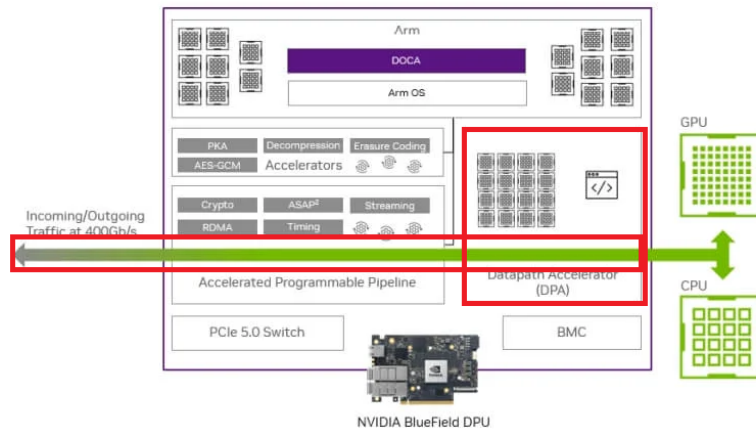 Arm
DOCA
Arm OS
GPU
PKA
Decompression
Erasure Coding
AES-GCM
Accelerators
</>
Crypto
ASAP²
Streaming
Incoming/Outgoing
Traffic at 400Gb/s
RDMA
Timing
Accelerated Programmable Pipeline
Datapath Accelerator
(DPA)
CPU
PCIe 5.0 Switch
BMC
NVIDIA BlueField DPU